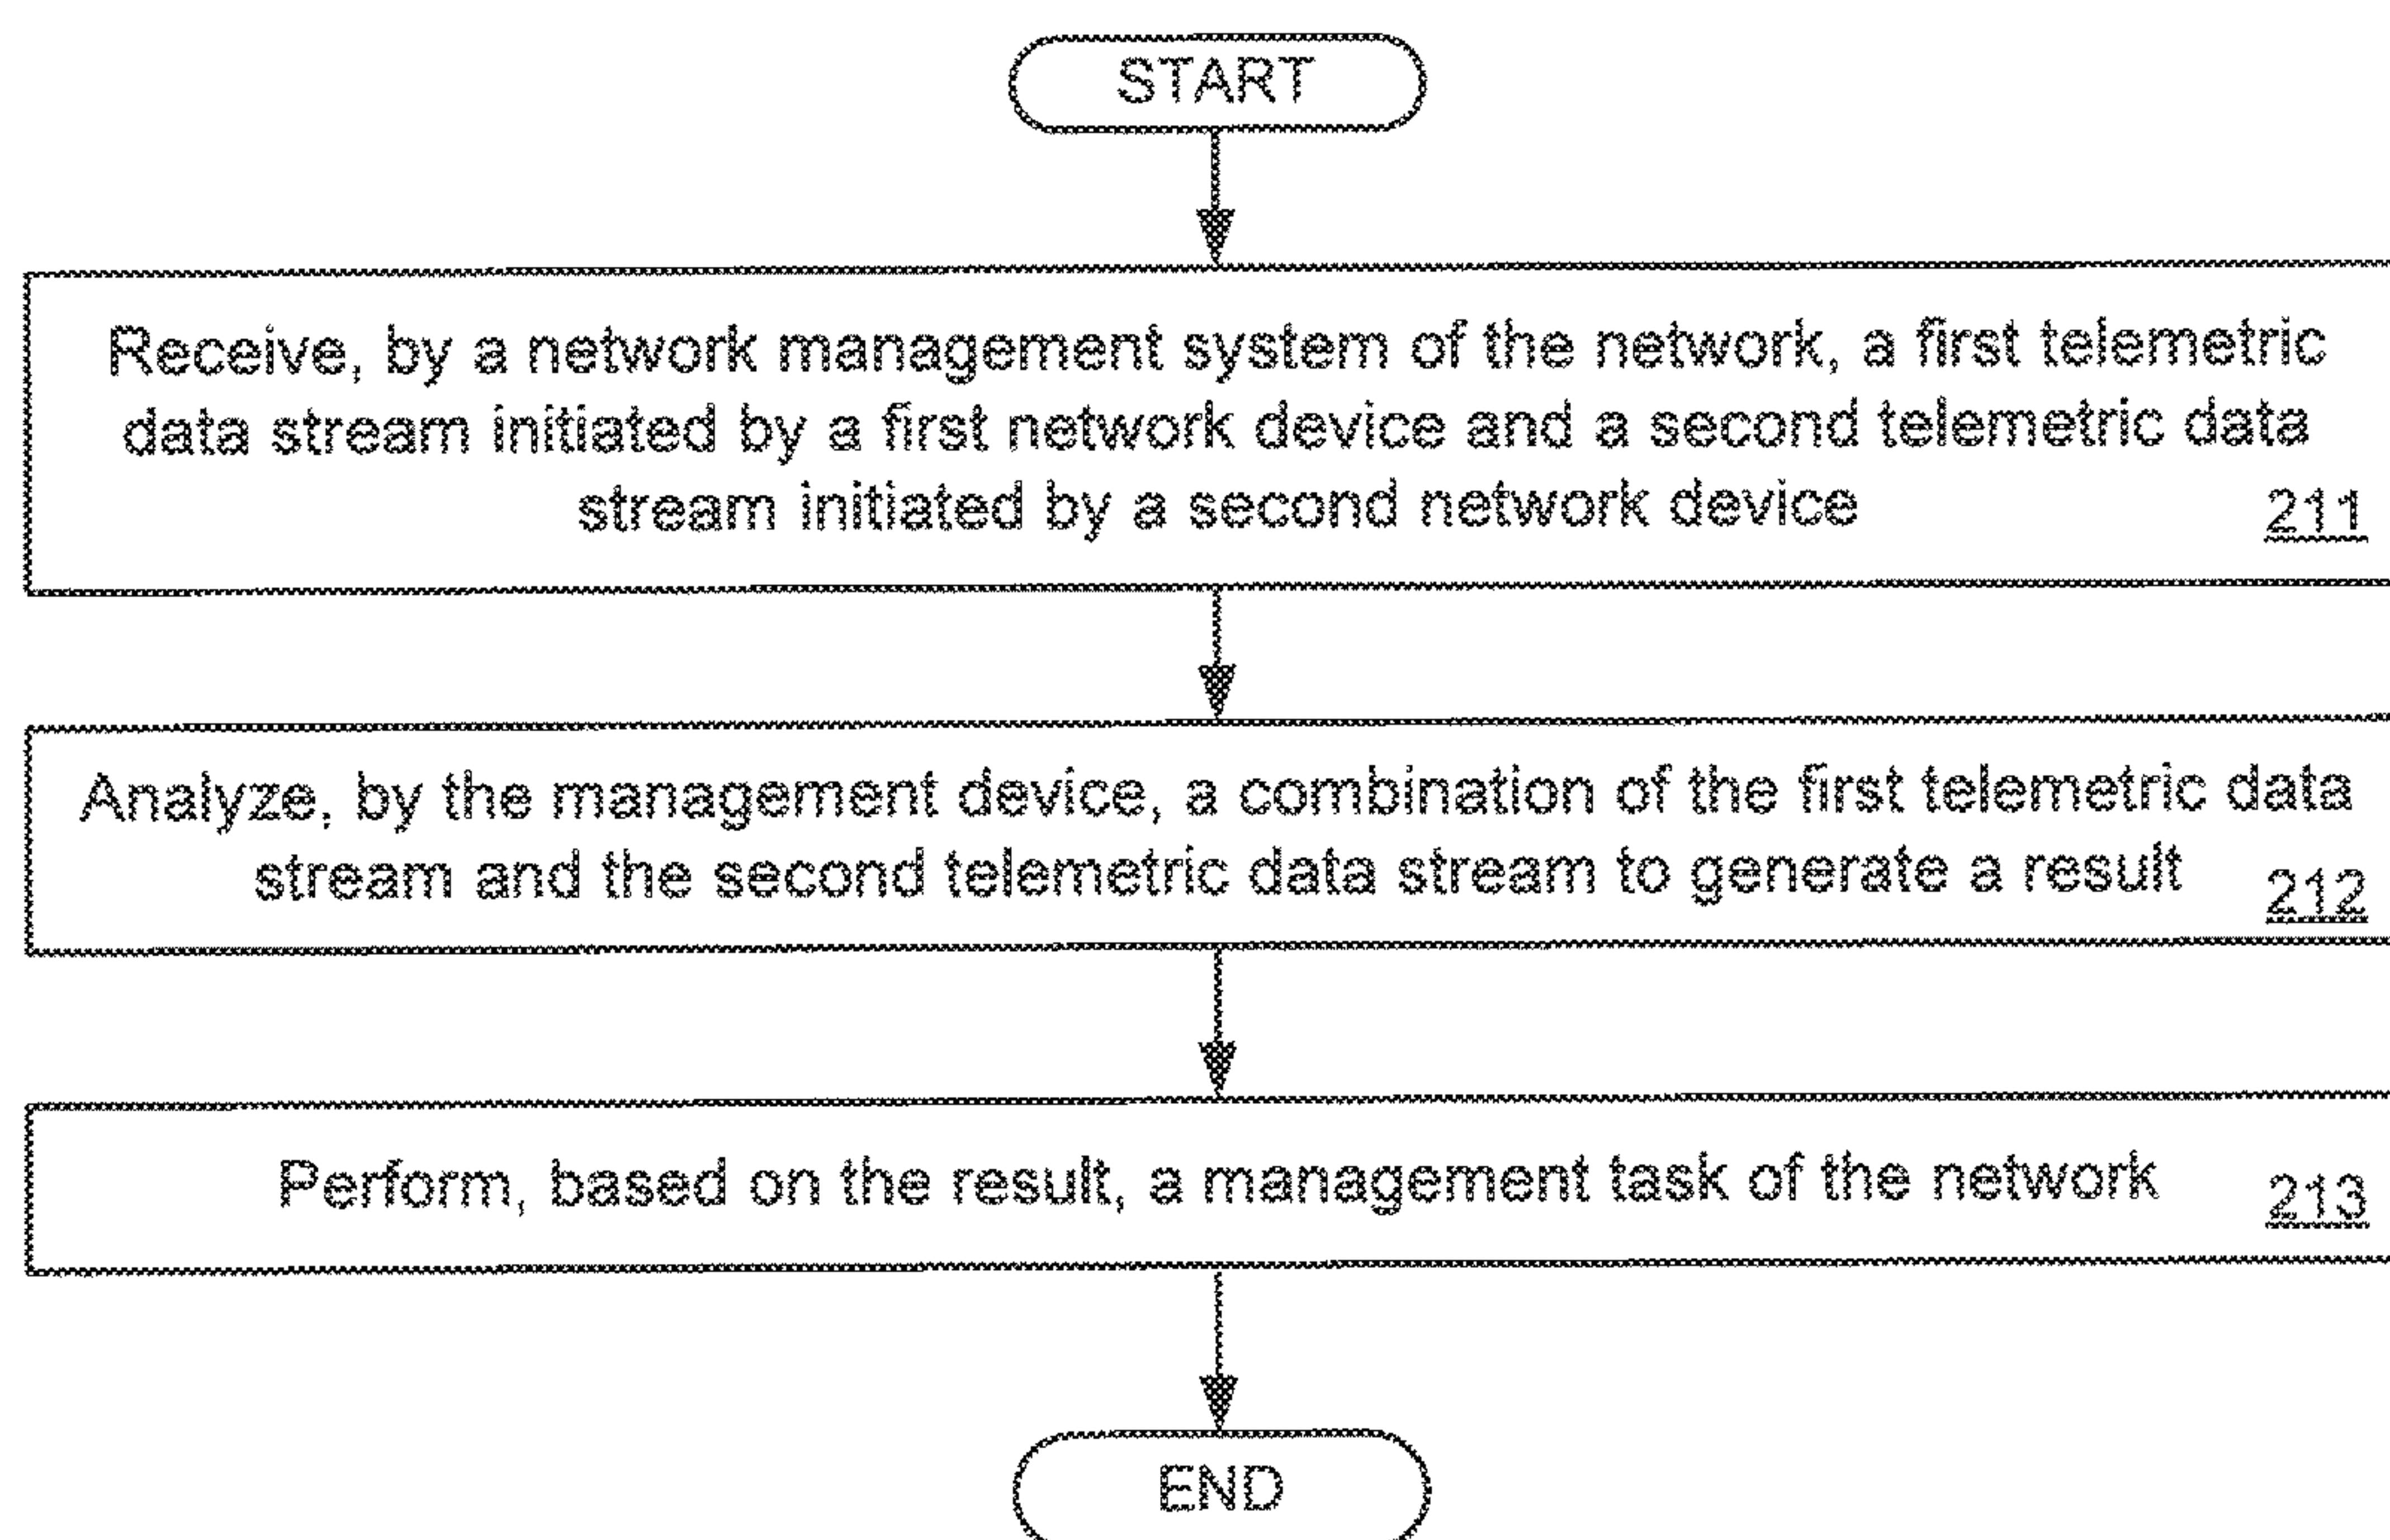 START
Receive, by a network management system of the network, a first telemetric
data stream initiated by a first network device and a second telemetric data
stream initiated by a second network device
211
Analyze, by the management device, a combination of the first telemetric data
stream and the second telemetric data stream to generate a result
212
Perform, based on the result, a management task of the network
213
END